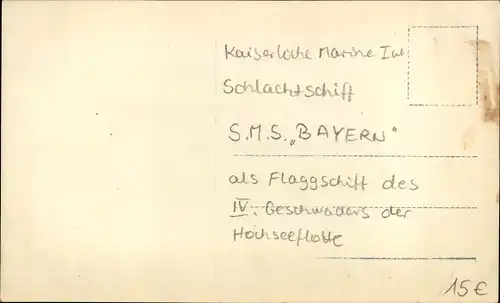 Kaiserliche Marine
Schlachtschiff
S.M.S. „BAYERN"
als Flaggschiff des
IV. Geschwaders der
Hochseeflotte
15€